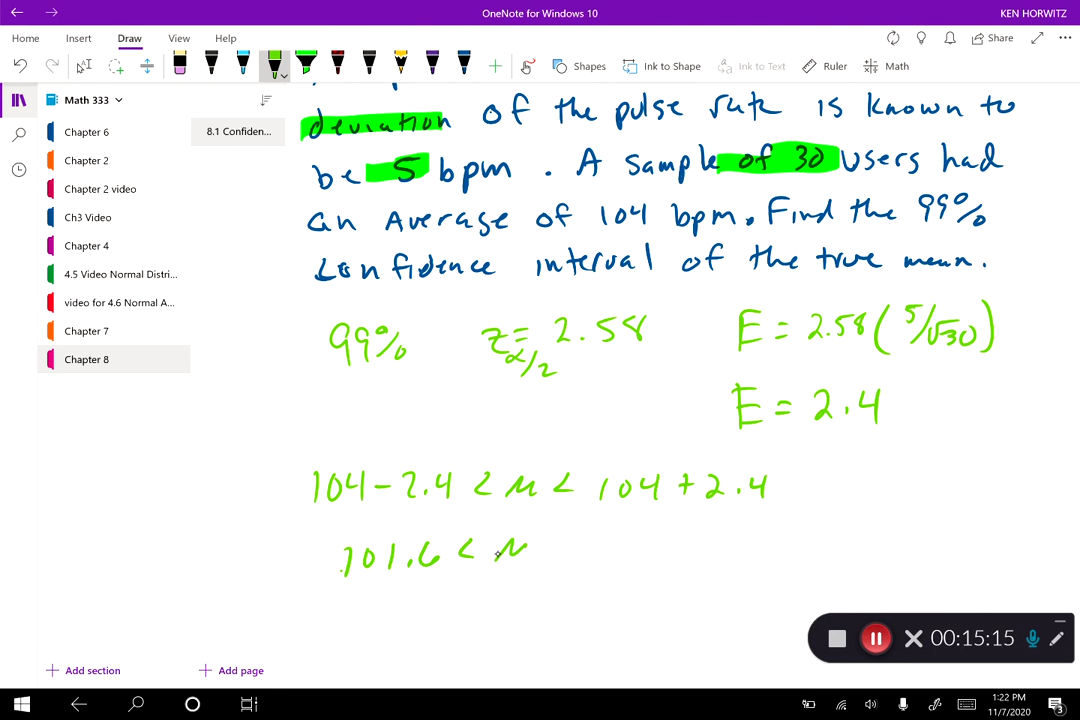 OneNote for Windows 10
KEN HORWITZ
Home Insert Draw View Help
Share
Shapes Ink to Shape Ink to Text Ruler Math
Math 333
8.1 Confiden...
Chapter 6
Chapter 2
Chapter 2 video
Ch3 Video
Chapter 4
4.5 Video Normal Distri...
video for 4.6 Normal A...
Chapter 7
Chapter 8
deviation of the pulse rate is known to
be 5 bpm. A sample of 30 users had
an Average of 104 bpm. Find the 99%
confidence interval of the true mean.
99% z α/2 = 2.58 E = 2.58 (5/√30)
E = 2.4
104 - 2.4 < μ < 104 + 2.4
101.6 < μ
00:15:15
Add section Add page
1:22 PM
11/7/2020
3